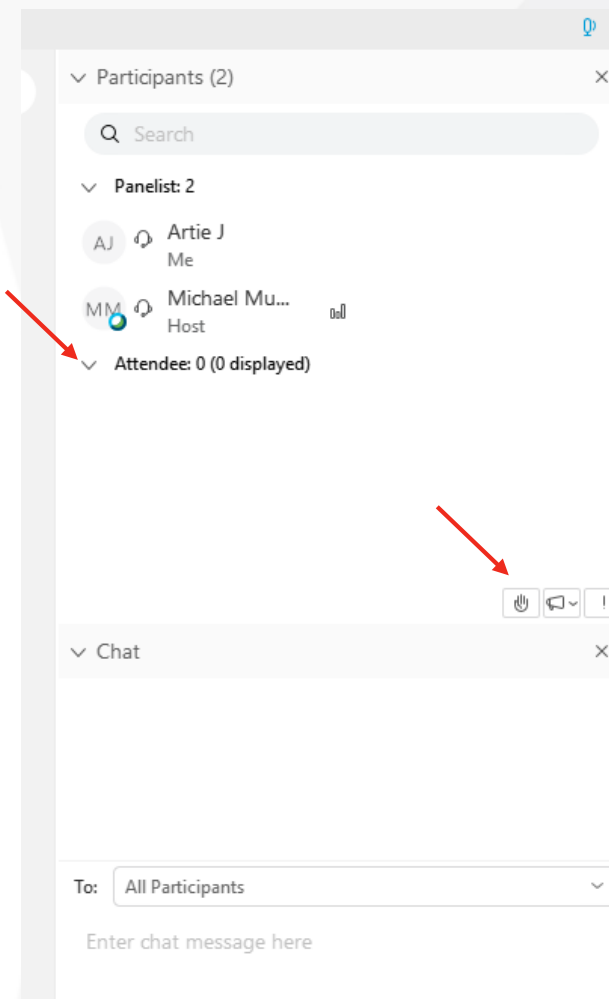 Participants (2)
Search
Panelist: 2
AJ
Artie J
Me
MM
Michael Mu...
Host
Attendee: 0 (0 displayed)
Chat
To:
All Participants
Enter chat message here